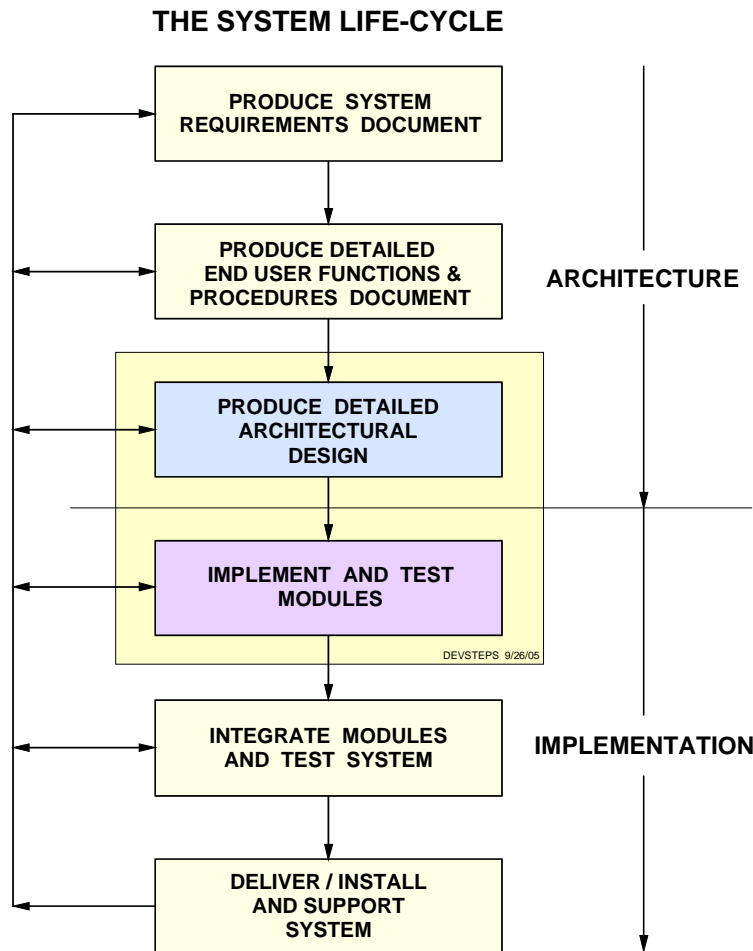 THE SYSTEM LIFE-CYCLE
PRODUCE SYSTEM
REQUIREMENTS DOCUMENT
PRODUCE DETAILED
END USER FUNCTIONS &
PROCEDURES DOCUMENT
ARCHITECTURE
PRODUCE DETAILED
ARCHITECTURAL
DESIGN
IMPLEMENT AND TEST
MODULES
DEVSTEPS 9/26/05
INTEGRATE MODULES
AND TEST SYSTEM
IMPLEMENTATION
DELIVER / INSTALL
AND SUPPORT
SYSTEM